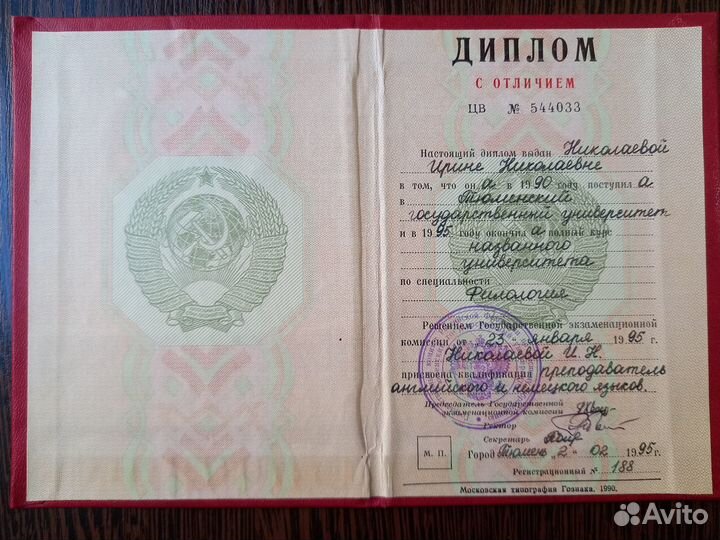 ДИПЛОМ
С ОТЛИЧИЕМ
ЦВ № 544033
Настоящий диплом выдан Николаевой
Ирине Николаевне
в том, что он а в 1990 году поступил а
в Тюменский
государственный университет
и в 1995 году окончил а полный курс
названного
университета
по специальности
Филология
Решением Государственной экзаменационной
комиссии от „ 23 " января 1995 г.
Николаевой И. Н.
присвоена квалификация преподаватель
английского и немецкого языков.
Председатель Государственной
экзаменационной комиссии
Ректор
Секретарь
М. П.
Город Тюмень „ 2 " 02 1995 г.
Регистрационный № 188
Московская типография Гознака. 1990.
Avito